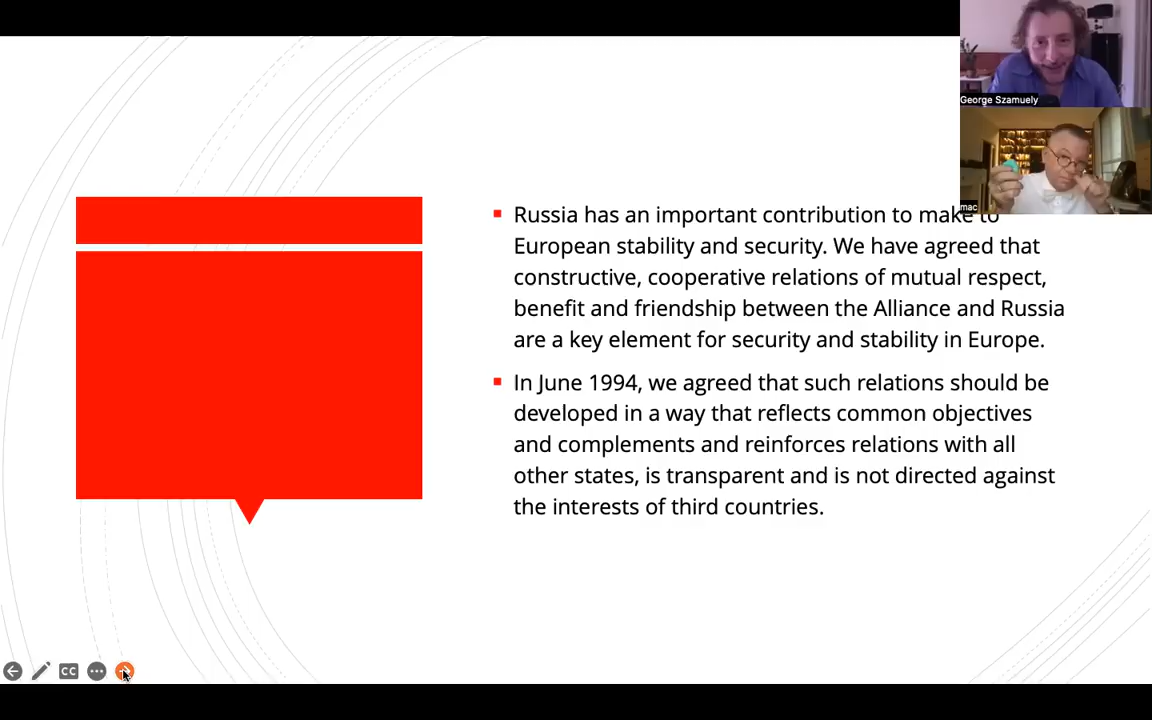 George Szamuely
mac
Russia has an important contribution to make to
European stability and security. We have agreed that
constructive, cooperative relations of mutual respect,
benefit and friendship between the Alliance and Russia
are a key element for security and stability in Europe.
In June 1994, we agreed that such relations should be
developed in a way that reflects common objectives
and complements and reinforces relations with all
other states, is transparent and is not directed against
the interests of third countries.
CC